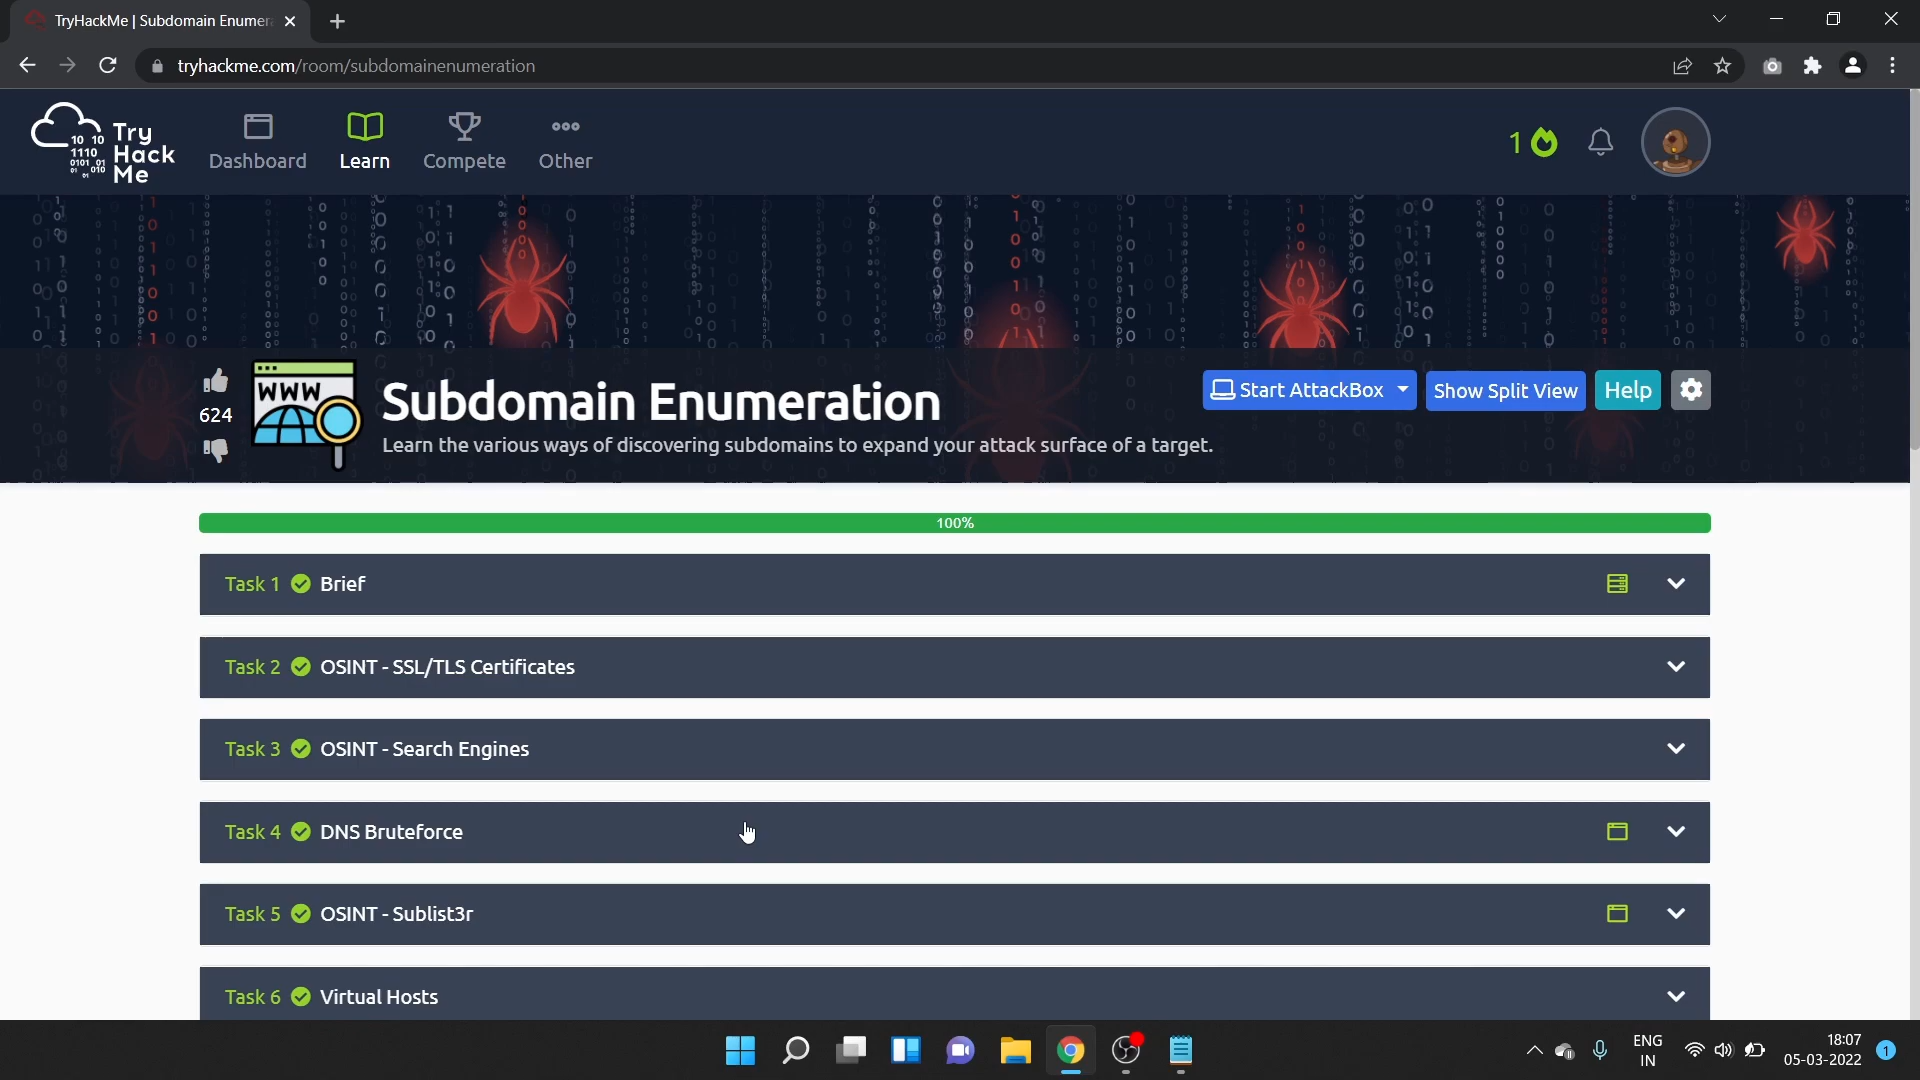 TryHackMe | Subdomain Enumer
tryhackme.com/room/subdomainenumeration
Try
Hack
Me
Dashboard
Learn
Compete
Other
1
624
WWW
Subdomain Enumeration
Learn the various ways of discovering subdomains to expand your attack surface of a target.
Start AttackBox
Show Split View
Help
100%
Task 1 Brief
Task 2 OSINT - SSL/TLS Certificates
Task 3 OSINT - Search Engines
Task 4 DNS Bruteforce
Task 5 OSINT - Sublist3r
Task 6 Virtual Hosts
ENG
IN
18:07
05-03-2022
1